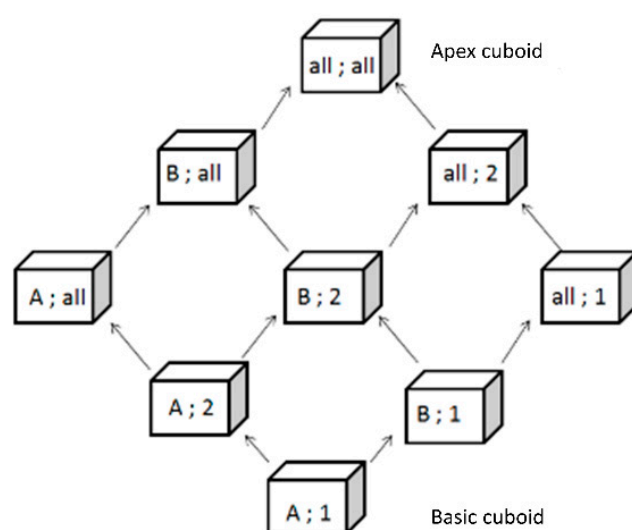 all ; all
Apex cuboid
B ; all
all ; 2
A ; all
B ; 2
all ; 1
A ; 2
B ; 1
A ; 1
Basic cuboid